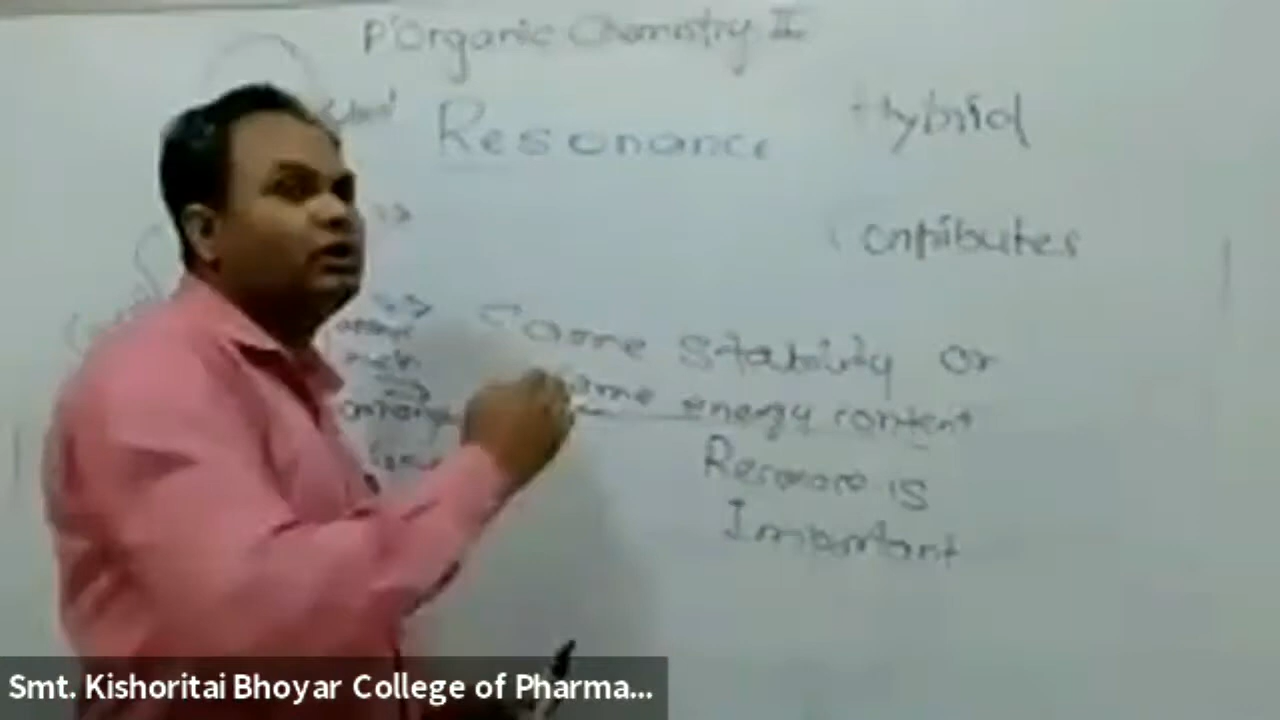 P'Organic Chemistry II
Resonance
Hybrid
Contributes
Same Stability or
Same energy content
Resonance is
Important
Smt. Kishoritai Bhoyar College of Pharma...